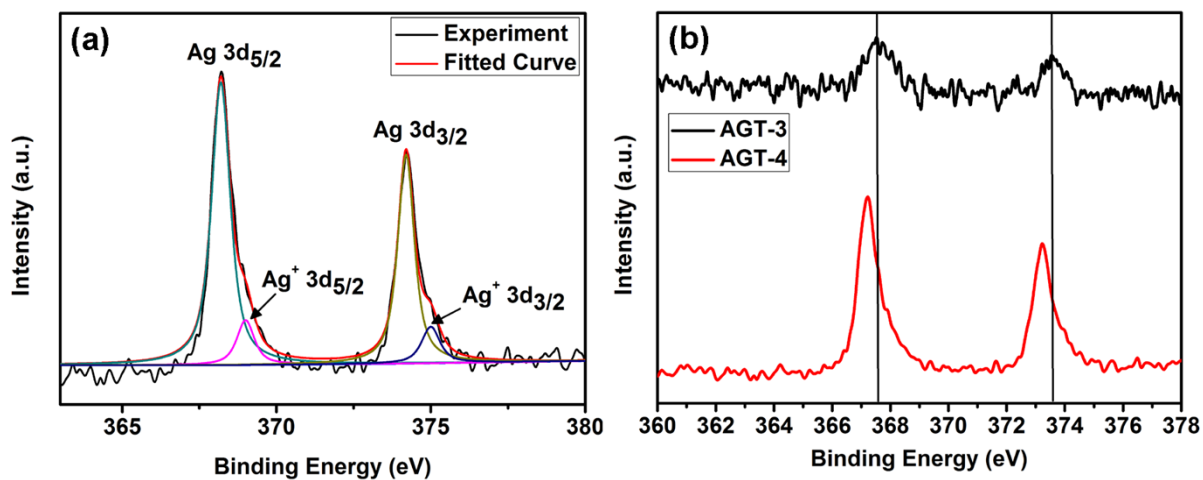 (a)
Ag 3d5/2
Experiment
Fitted Curve
Ag 3d3/2
Ag+ 3d5/2
Ag+ 3d3/2
Intensity (a.u.)
365 370 375 380
Binding Energy (eV)
(b)
AGT-3
AGT-4
Intensity (a.u.)
360 362 364 366 368 370 372 374 376 378
Binding Energy (eV)